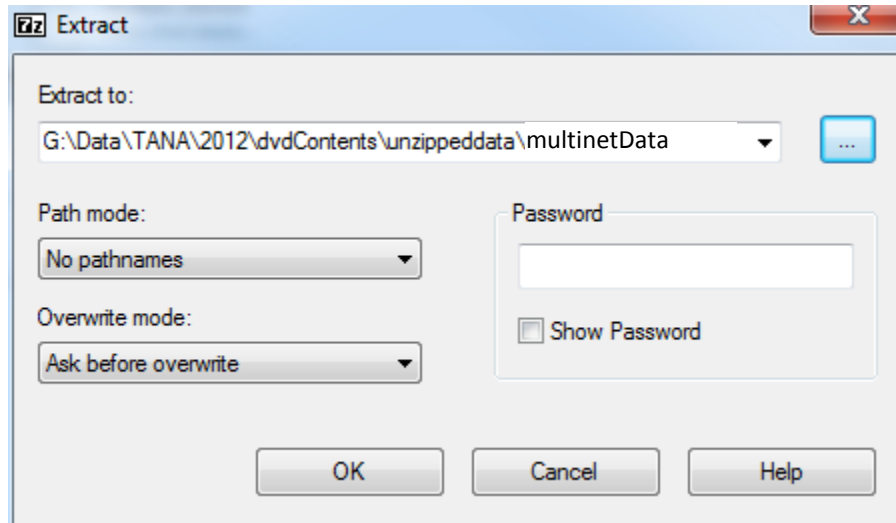 7z Extract
Extract to:
G:\Data\TANA\2012\dvdContents\unzippeddata\multinetData
...
Path mode:
No pathnames
Password
Overwrite mode:
Ask before overwrite
Show Password
OK
Cancel
Help